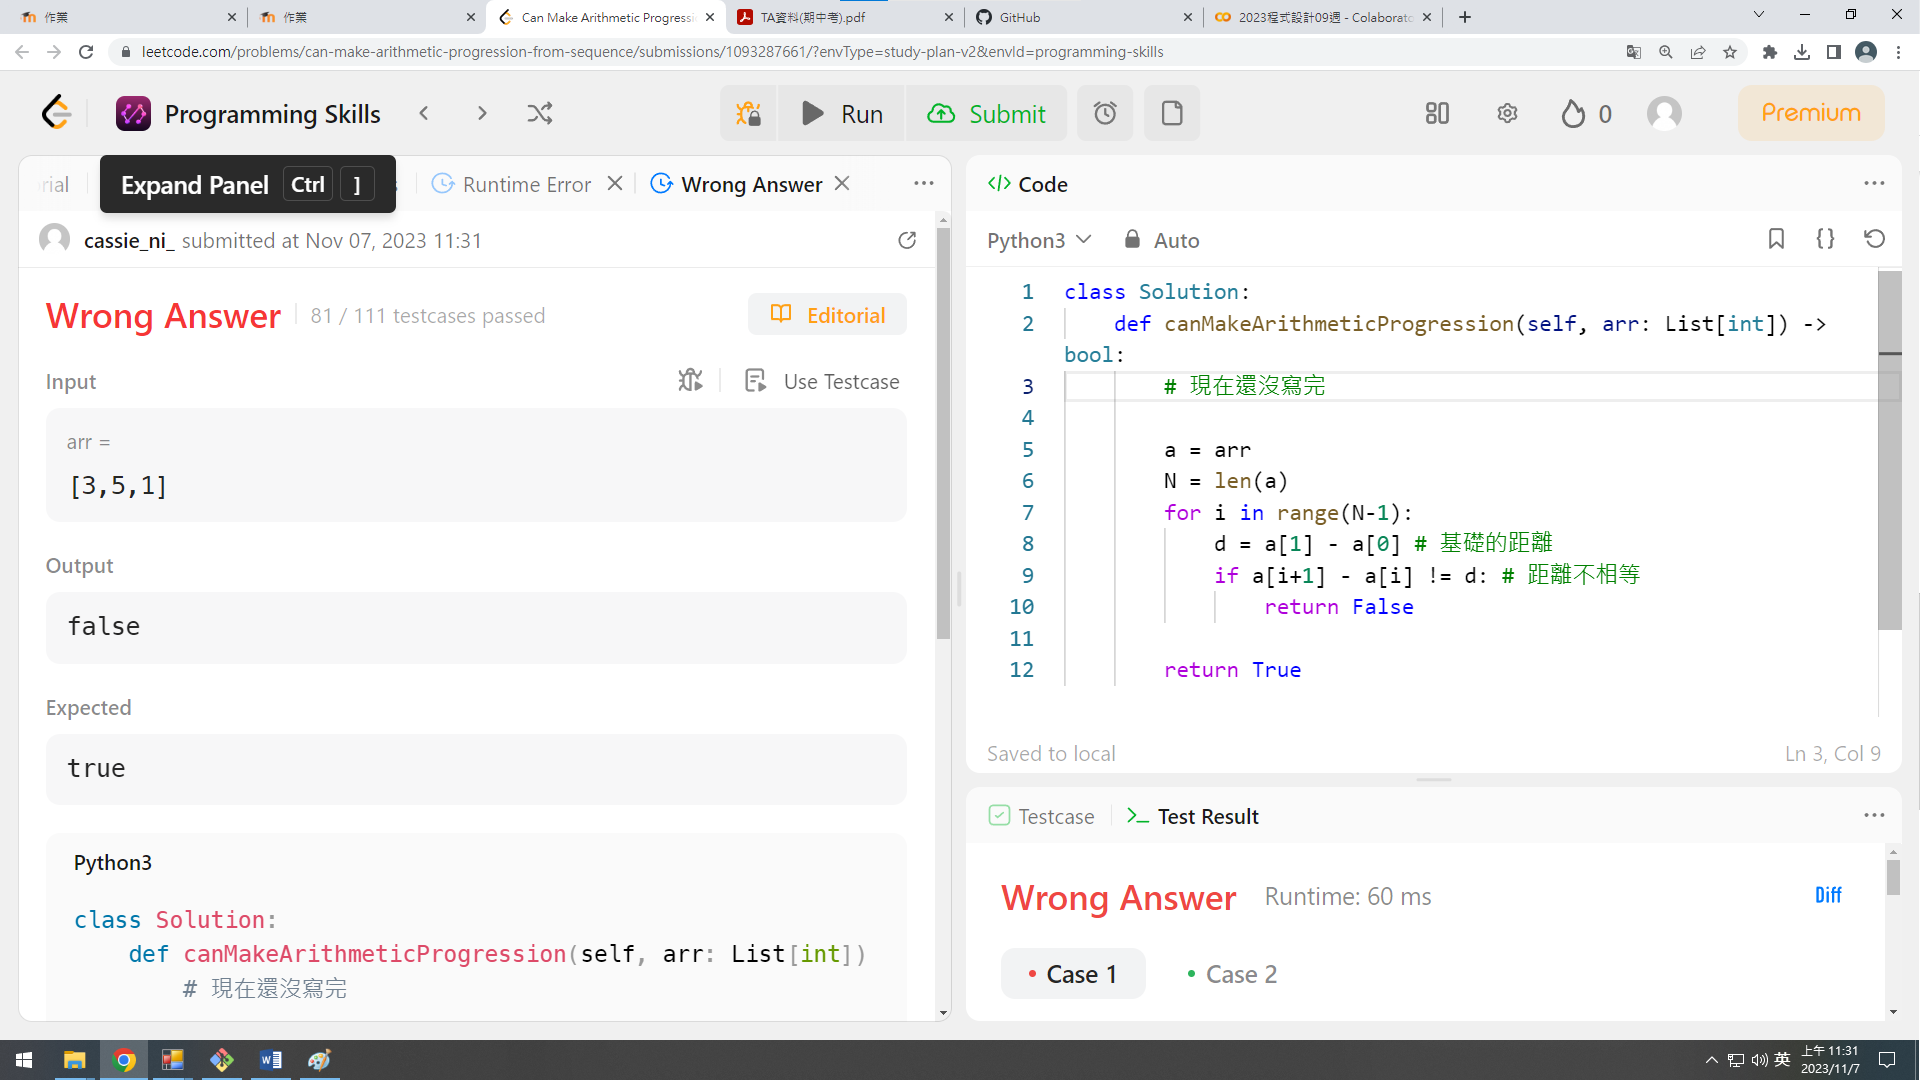 作業
作業
Can Make Arithmetic Progressi
TA資料(期中考).pdf
GitHub
2023程式設計09週 - Colaborato
leetcode.com/problems/can-make-arithmetic-progression-from-sequence/submissions/1093287661/?envType=study-plan-v2&envId=programming-skills
Programming Skills
Run
Submit
0
Premium
Expand Panel Ctrl ]
Runtime Error
Wrong Answer
cassie_ni_ submitted at Nov 07, 2023 11:31
Wrong Answer
81 / 111 testcases passed
Editorial
Input
Use Testcase
arr =
[3,5,1]
Output
false
Expected
true
Python3
class Solution:
def canMakeArithmeticProgression(self, arr: List[int])
# 現在還沒寫完
Code
Python3
Auto
1 class Solution:
2 def canMakeArithmeticProgression(self, arr: List[int]) ->
bool:
3 # 現在還沒寫完
4
5 a = arr
6 N = len(a)
7 for i in range(N-1):
8 d = a[1] - a[0] # 基礎的距離
9 if a[i+1] - a[i] != d: # 距離不相等
10 return False
11
12 return True
Saved to local
Ln 3, Col 9
Testcase
Test Result
Wrong Answer
Runtime: 60 ms
Diff
Case 1
Case 2
英
上午 11:31
2023/11/7